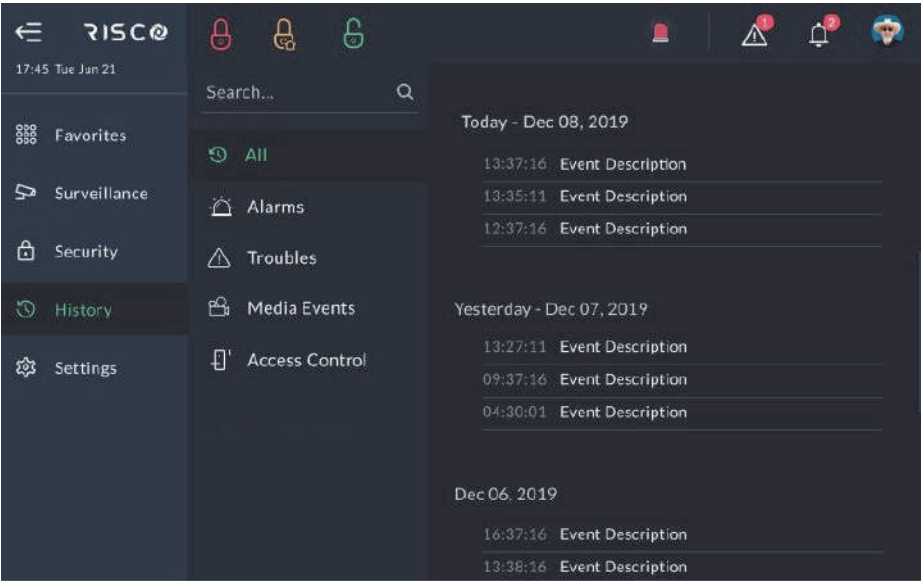 RISCO
17:45 Tue Jun 21
Favorites
Surveillance
Security
History
Settings
Search...
All
Alarms
Troubles
Media Events
Access Control
1
2
Today - Dec 08, 2019
13:37:16 Event Description
13:35:11 Event Description
12:37:16 Event Description
Yesterday - Dec 07, 2019
13:27:11 Event Description
09:37:16 Event Description
04:30:01 Event Description
Dec 06, 2019
16:37:16 Event Description
13:38:16 Event Description